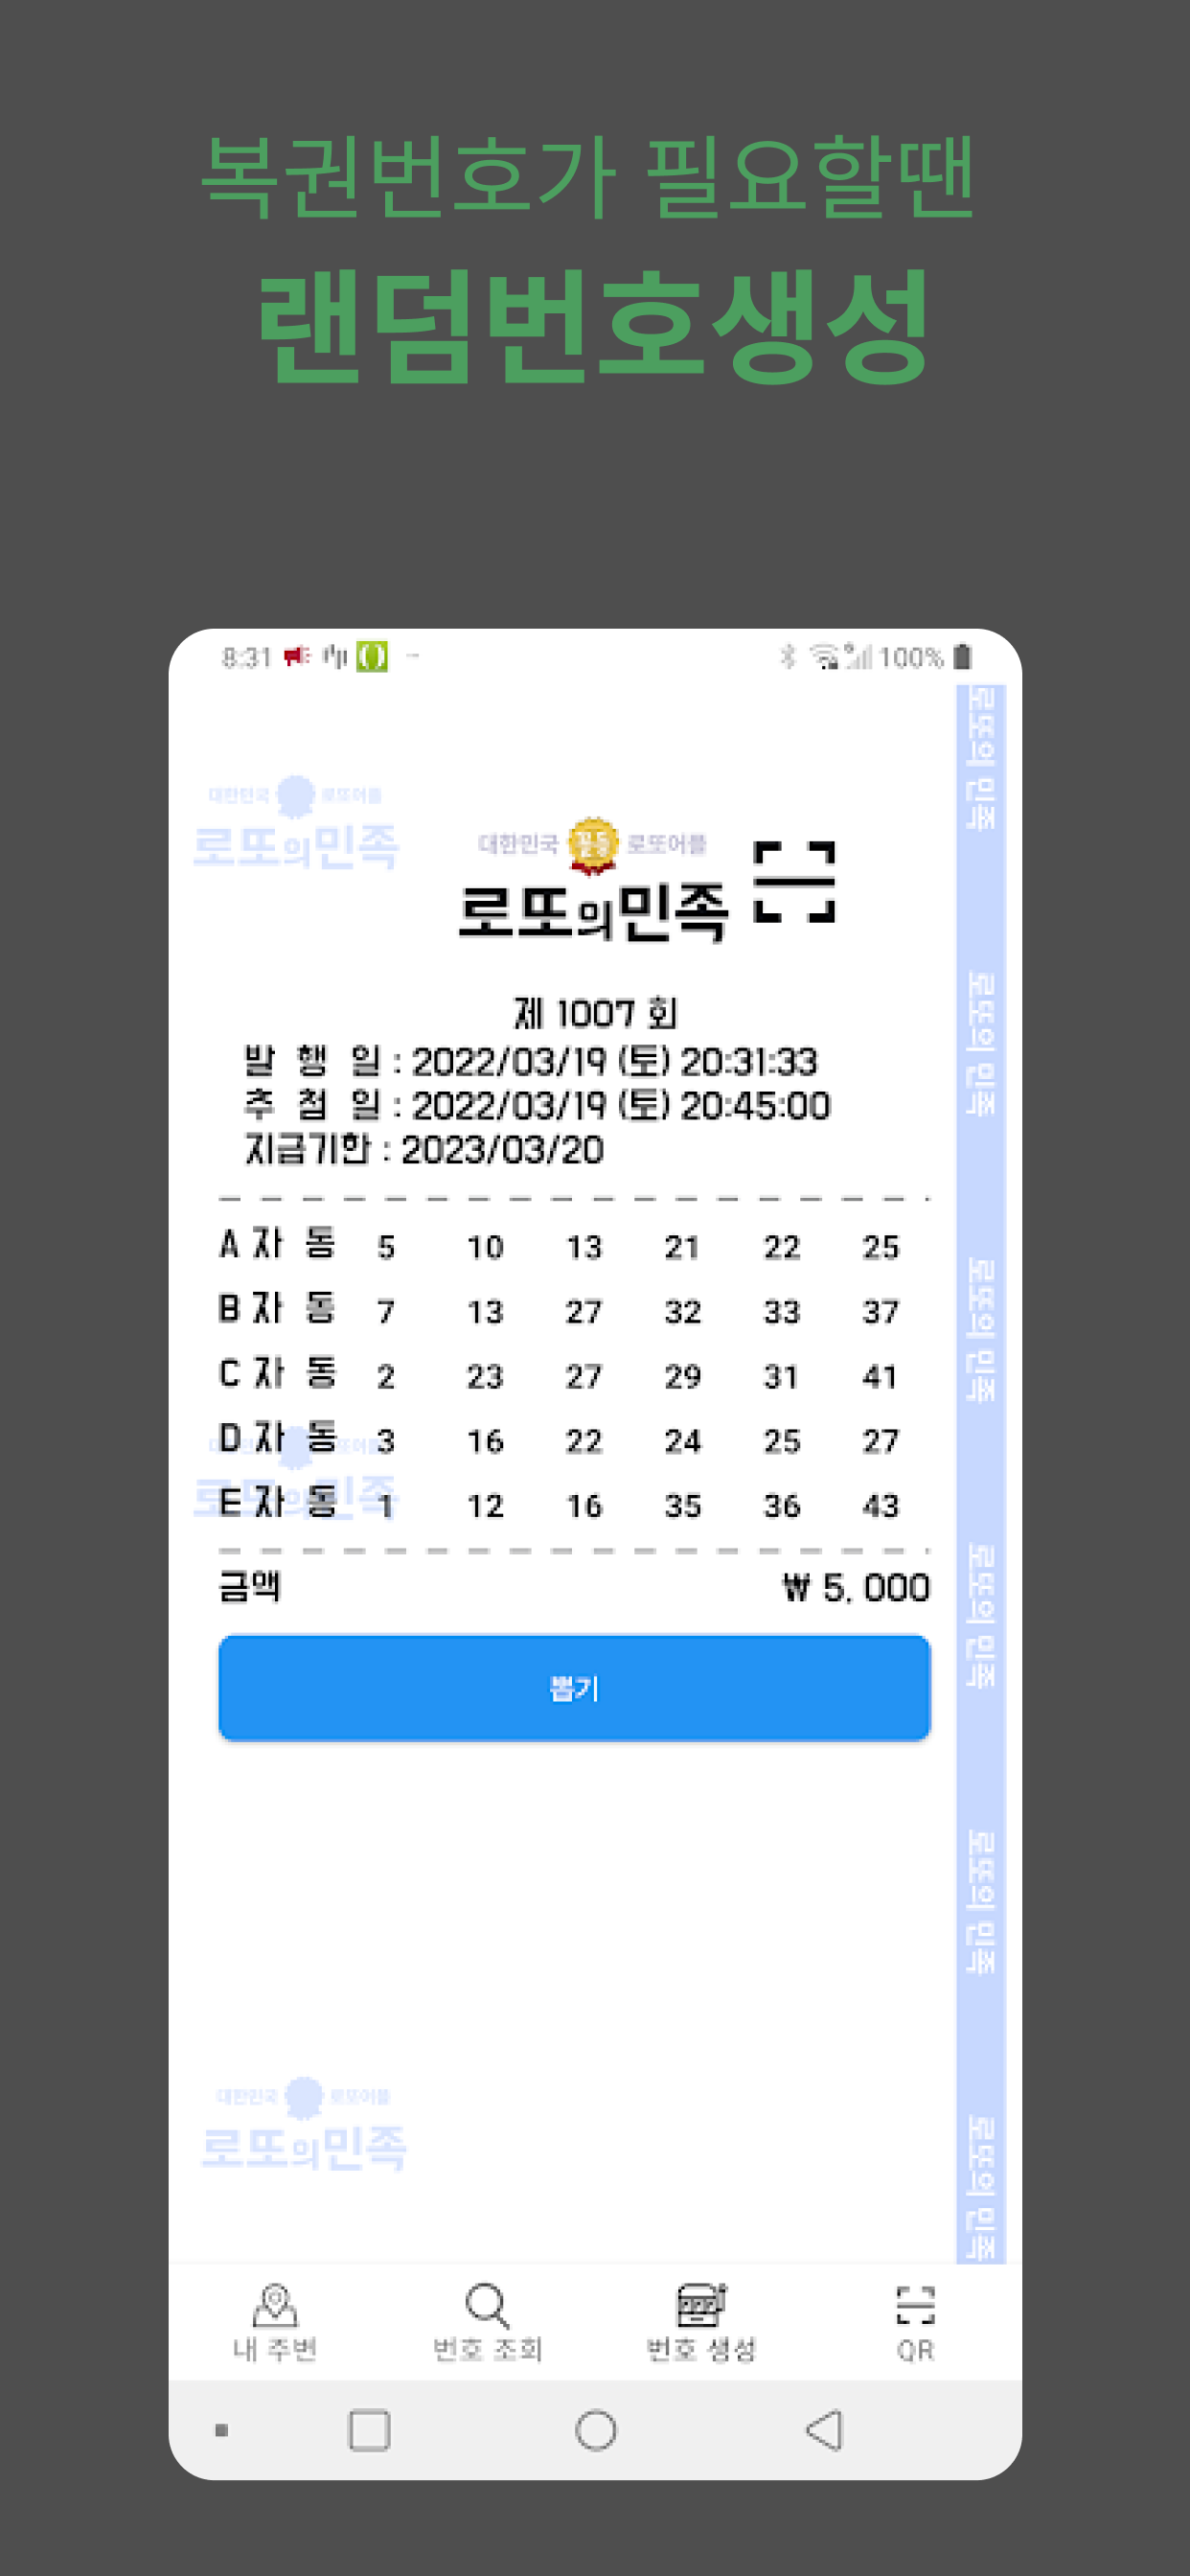 복권번호가 필요할땐
랜덤번호생성
8:31 100%
로또의 민족
대한민국 로또어플
로또의민족
대한민국 꿀등 로또어플
로또의민족
제 1007 회
발 행 일 : 2022/03/19 (토) 20:31:33
추 첨 일 : 2022/03/19 (토) 20:45:00
지급기한 : 2023/03/20
로또의 민족
A 자 동 5 10 13 21 22 25
B 자 동 7 13 27 32 33 37
C 자 동 2 23 27 29 31 41
D 자 동 3 16 22 24 25 27
E 자 동 1 12 16 35 36 43
로또의민족
로또의 민족
금액 ₩ 5, 000
로또의 민족
뽑기
로또의 민족
대한민국 로또어플
로또의민족
로또의 민족
내 주변 번호 조회 번호 생성 QR